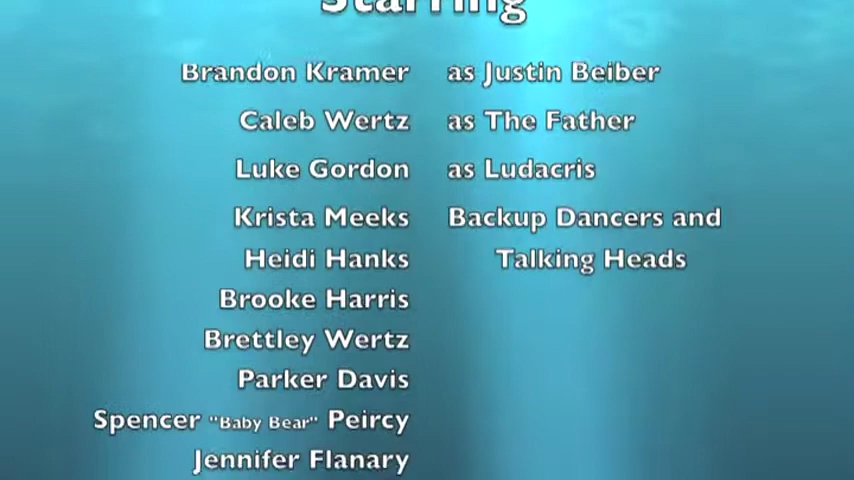 Starring
Brandon Kramer as Justin Beiber
Caleb Wertz as The Father
Luke Gordon as Ludacris
Krista Meeks Backup Dancers and
Heidi Hanks Talking Heads
Brooke Harris
Brettley Wertz
Parker Davis
Spencer "Baby Bear" Peircy
Jennifer Flanary